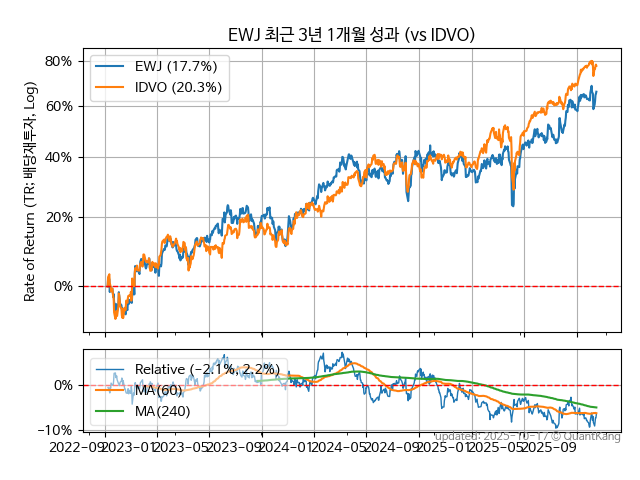 EWJ 최근 3년 1개월 성과 (vs IDVO)
Rate of Return (TR: 배당재투자, Log)
80%
60%
40%
20%
0%
EWJ (17.7%)
IDVO (20.3%)
0%
−10%
Relative (−2.1%, 2.2%)
MA(60)
MA(240)
updated: 2025-10-17 © QuantKang
2022-09 2023-01 2023-05 2023-09 2024-01 2024-05 2024-09 2025-01 2025-05 2025-09